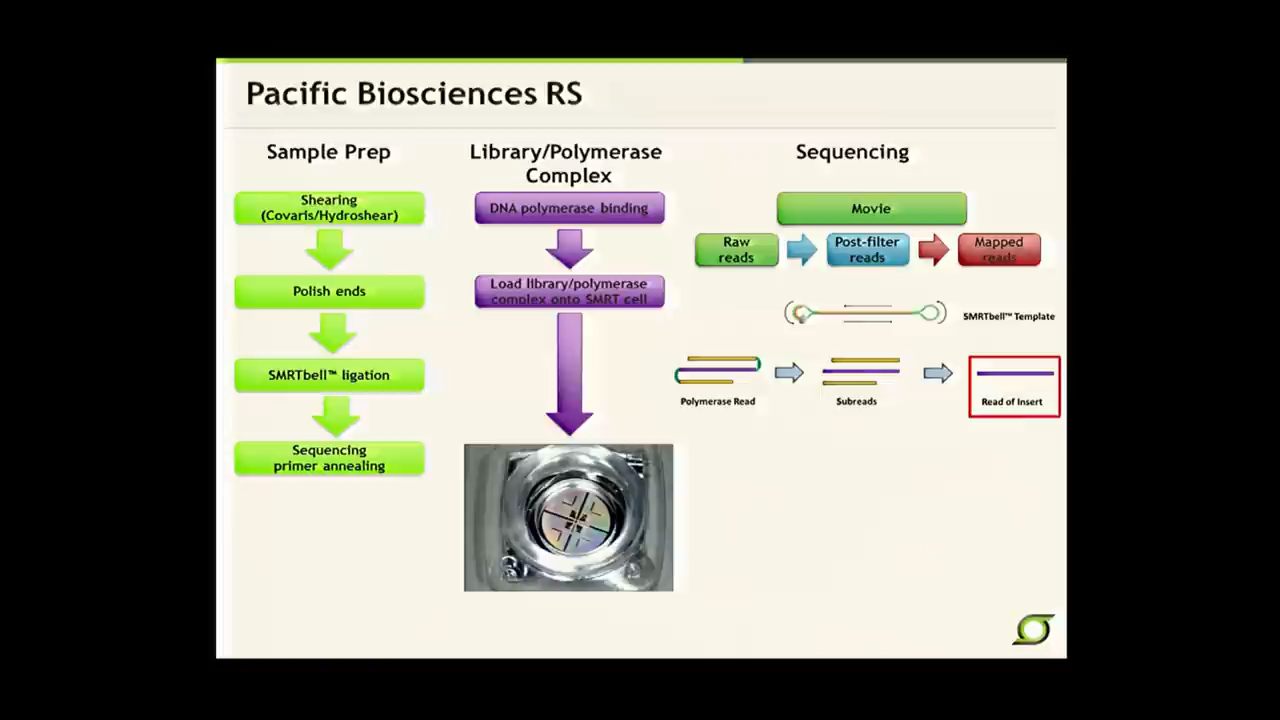 Pacific Biosciences RS
Sample Prep
Shearing
(Covaris/Hydroshear)
Polish ends
SMRTbell™ ligation
Sequencing
primer annealing
Library/Polymerase
Complex
DNA polymerase binding
Load library/polymerase
complex onto SMRT cell
Sequencing
Movie
Raw
reads
Post-filter
reads
Mapped
reads
SMRTbell™ Template
Polymerase Read
Subreads
Read of Insert